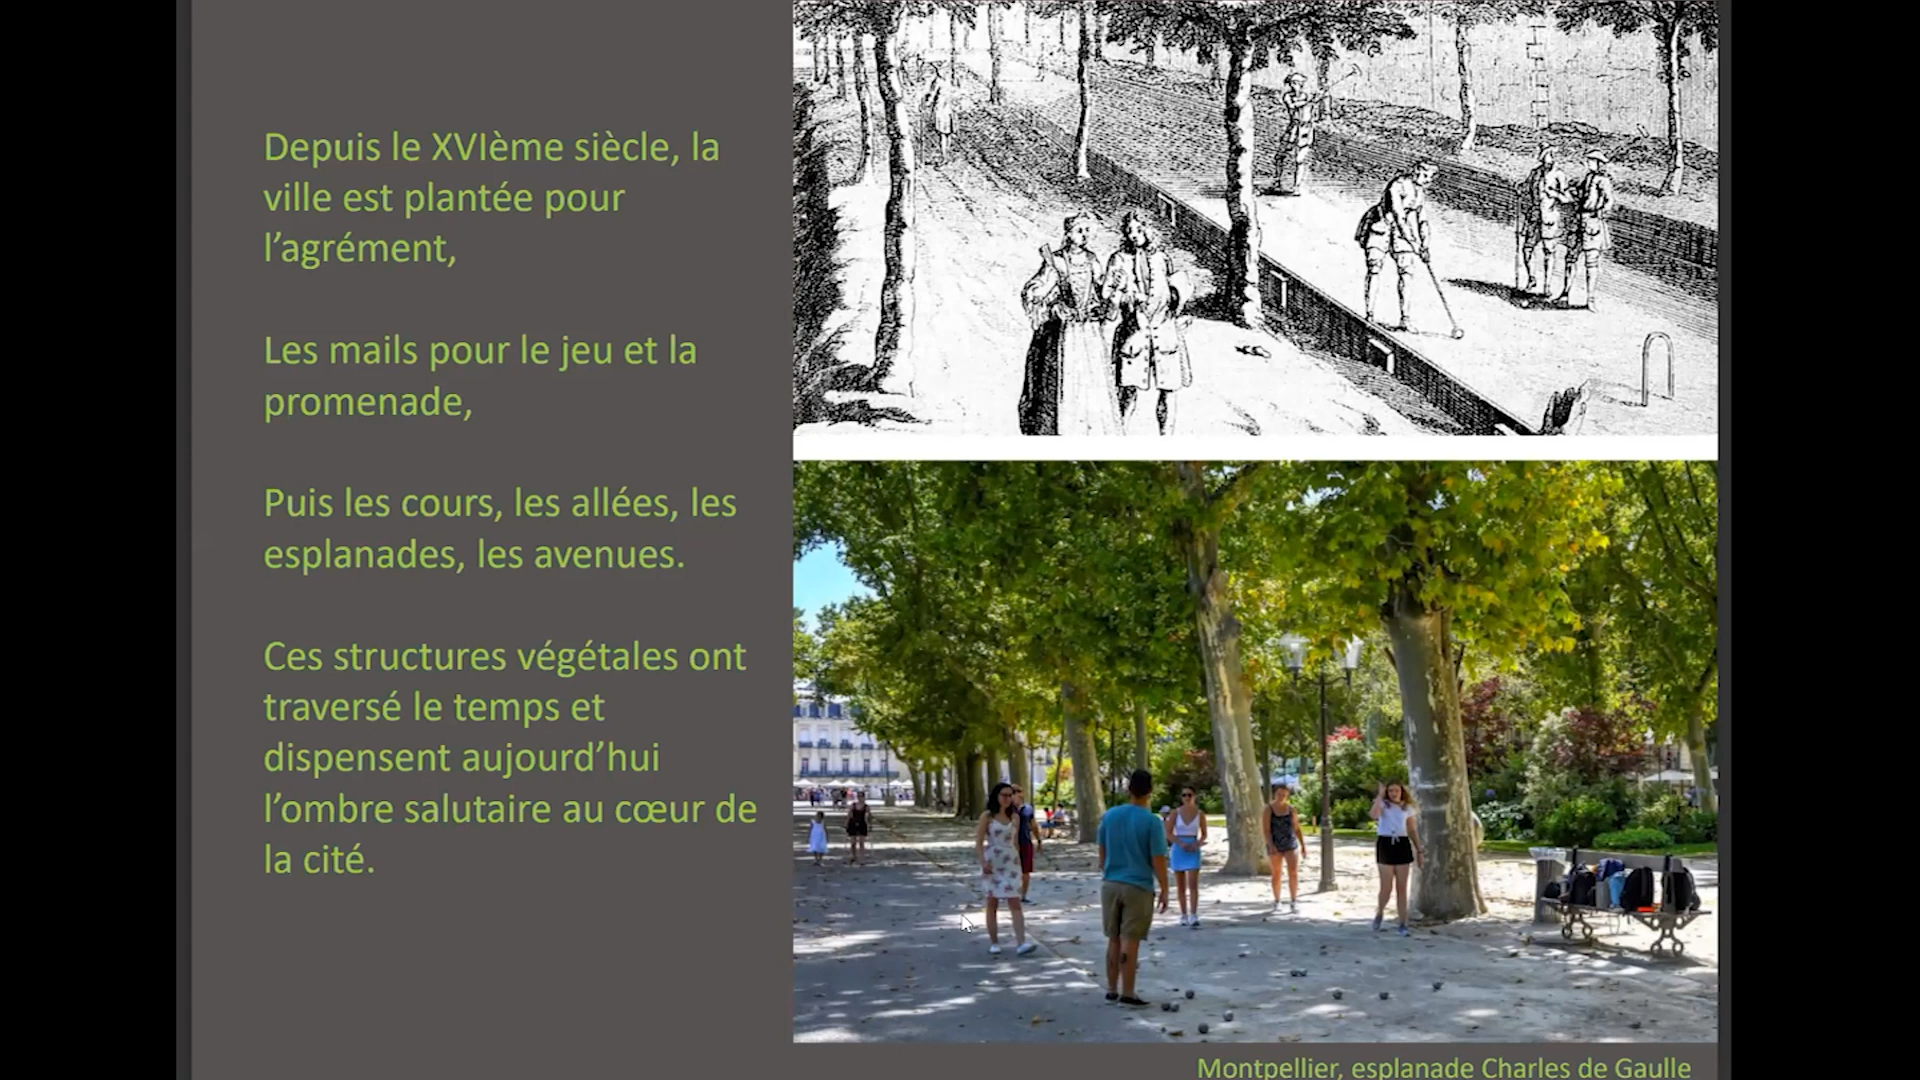 Depuis le XVIème siècle, la
ville est plantée pour
l’agrément,
Les mails pour le jeu et la
promenade,
Puis les cours, les allées, les
esplanades, les avenues.
Ces structures végétales ont
traversé le temps et
dispensent aujourd’hui
l’ombre salutaire au cœur de
la cité.
Montpellier, esplanade Charles de Gaulle